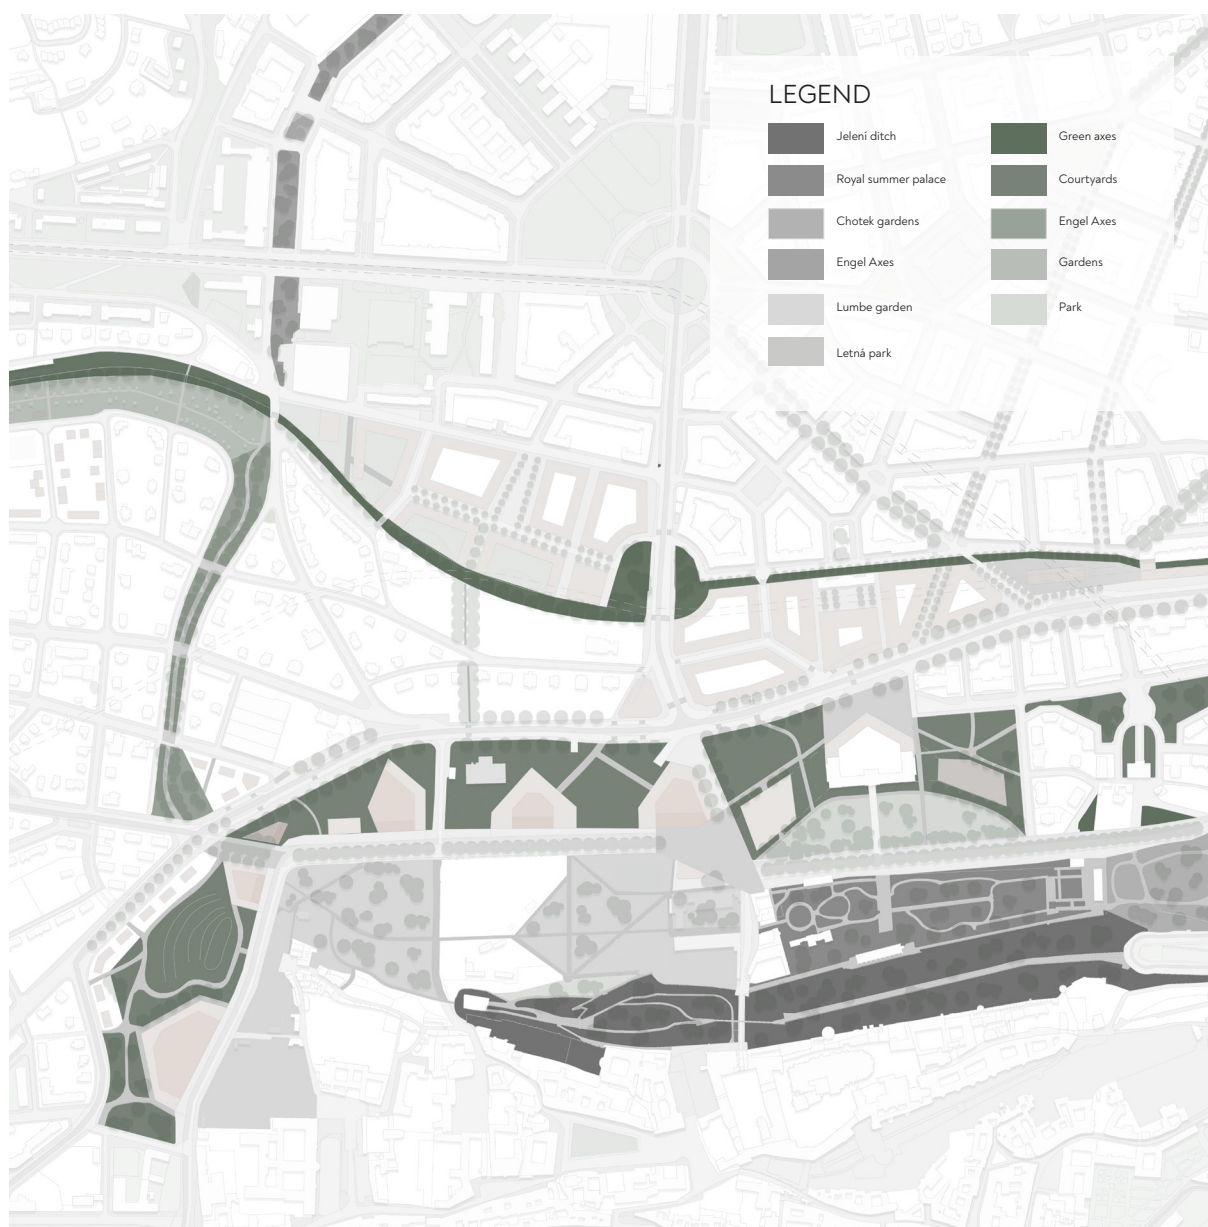 LEGEND
Jelení ditch
Royal summer palace
Chotek gardens
Engel Axes
Lumbe garden
Letná park
Green axes
Courtyards
Engel Axes
Gardens
Park